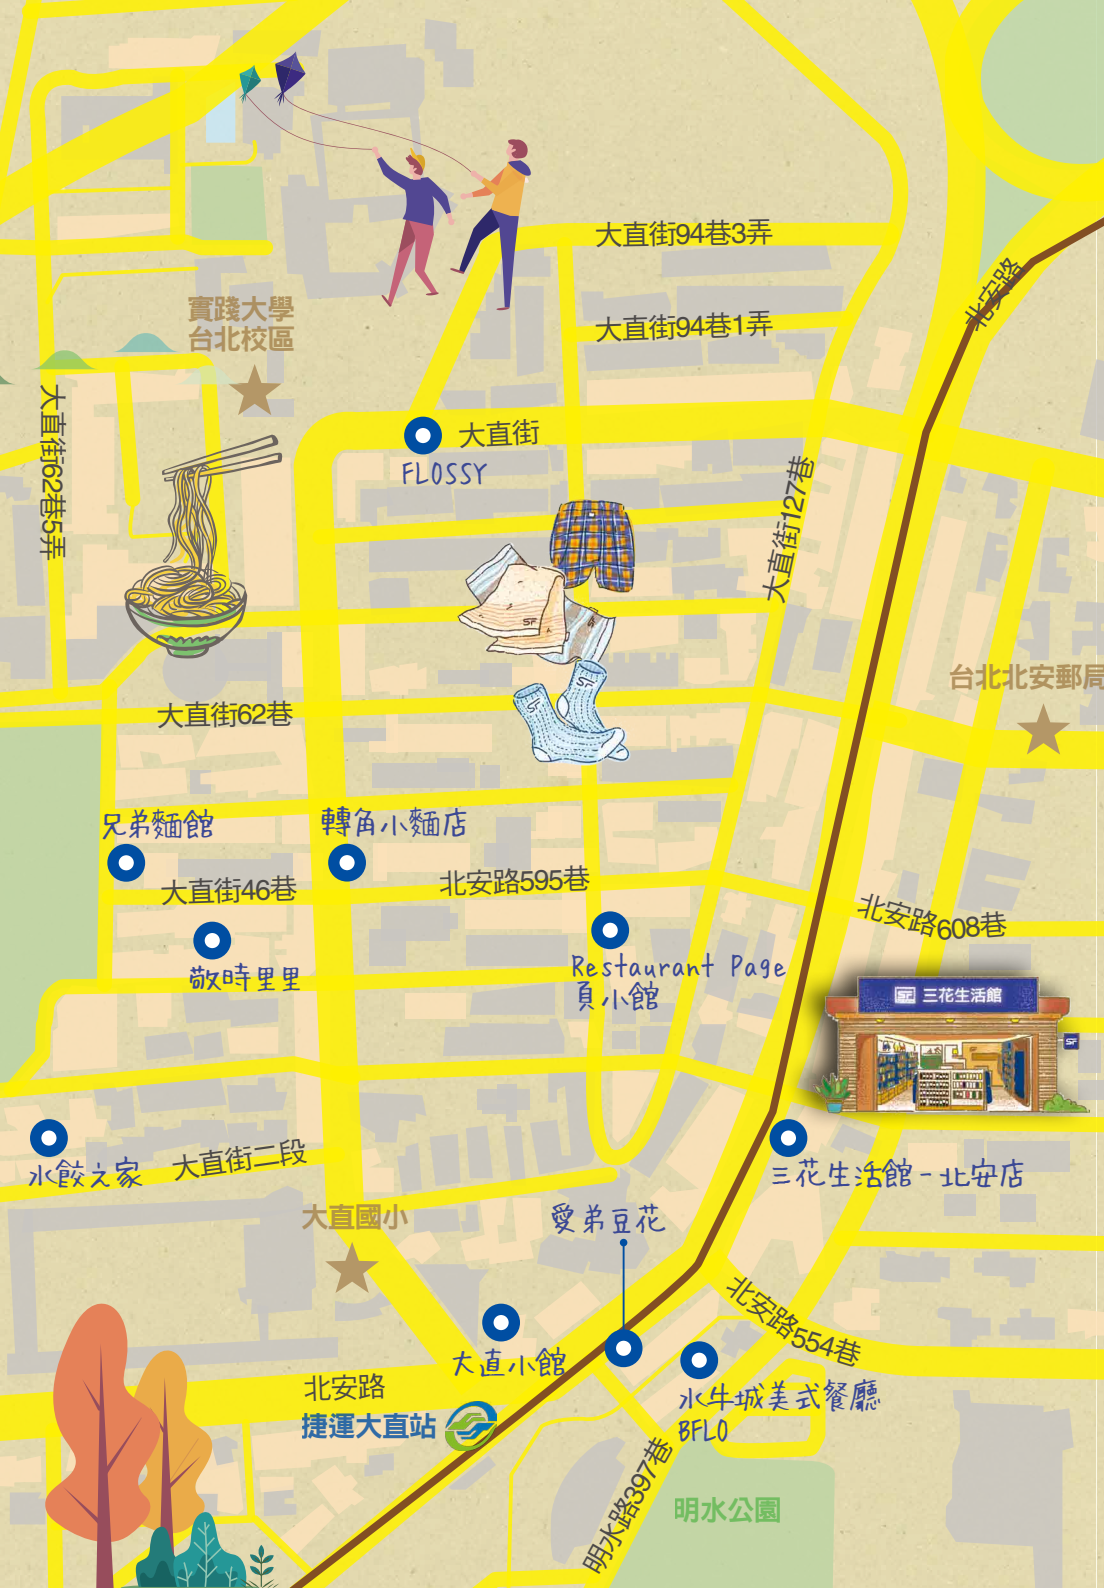 大直街94巷3弄
北安路
實踐大學
台北校區
大直街94巷1弄
大直街62巷5弄
大直街
FLOSSY
大直街127巷
SF
SF
SF
台北北安郵局
大直街62巷
兄弟麵館
轉角小麵店
大直街46巷
北安路595巷
北安路608巷
敬時里里
Restaurant Page
頁小館
SF 三花生活館
SF
水餃之家
大直街二段
三花生活館-北安店
大直國小
愛弟豆花
北安路554巷
大直小館
北安路
捷運大直站
水牛城美式餐廳
BFLO
明水路397巷
明水公園